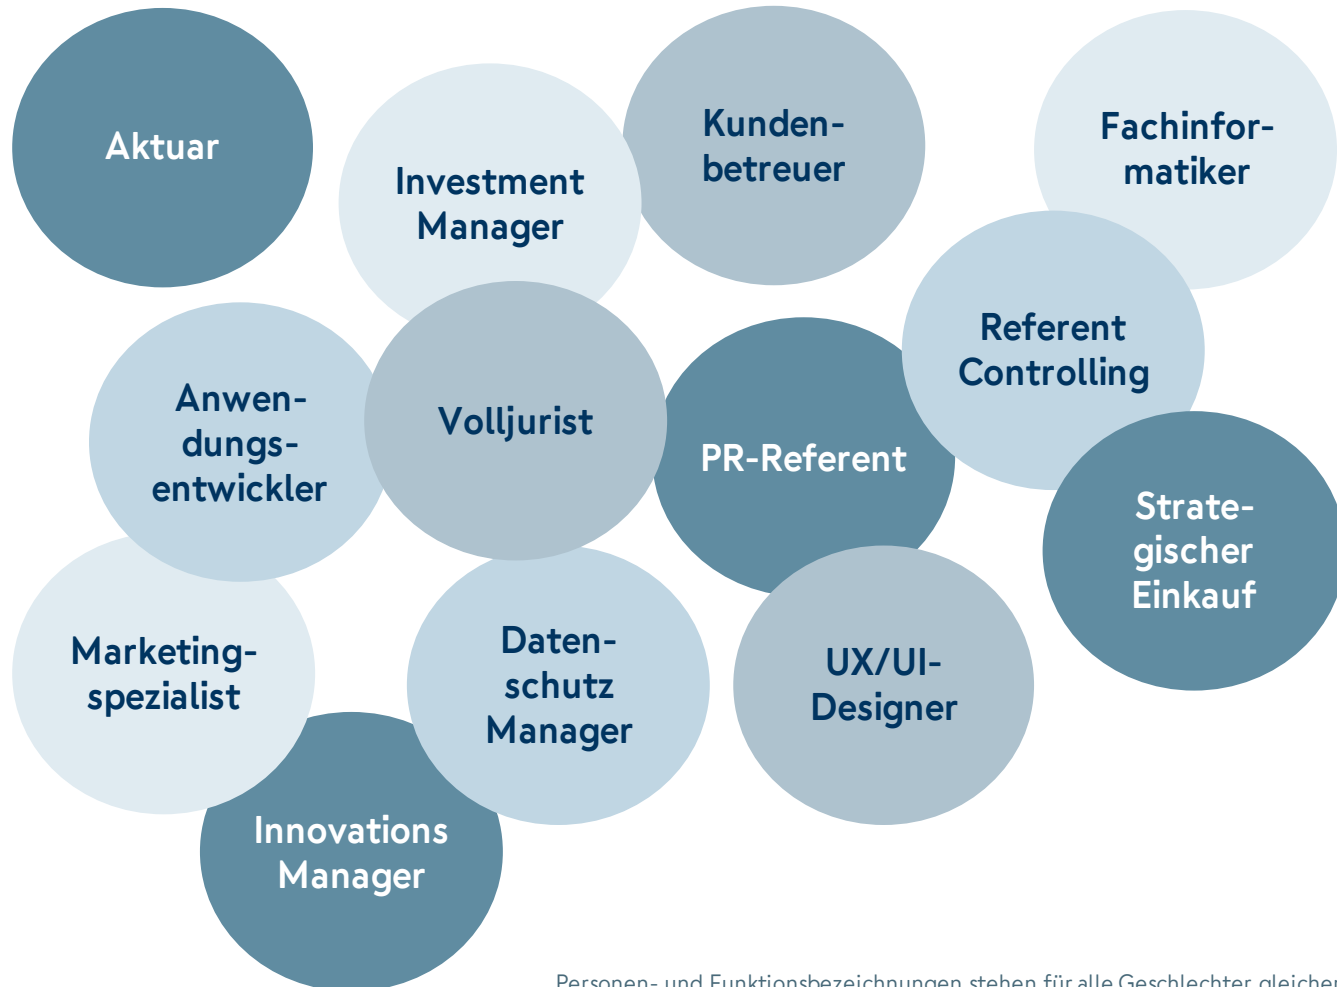 Aktuar
Investment
Manager
Kunden-
betreuer
Fachinfor-
matiker
Referent
Controlling
Anwen-
dungs-
entwickler
Volljurist
PR-Referent
Strate-
gischer
Einkauf
Marketing-
spezialist
Daten-
schutz
Manager
UX/UI-
Designer
Innovations
Manager
Personen- und Funktionsbezeichnungen stehen für alle Geschlechter gleicher